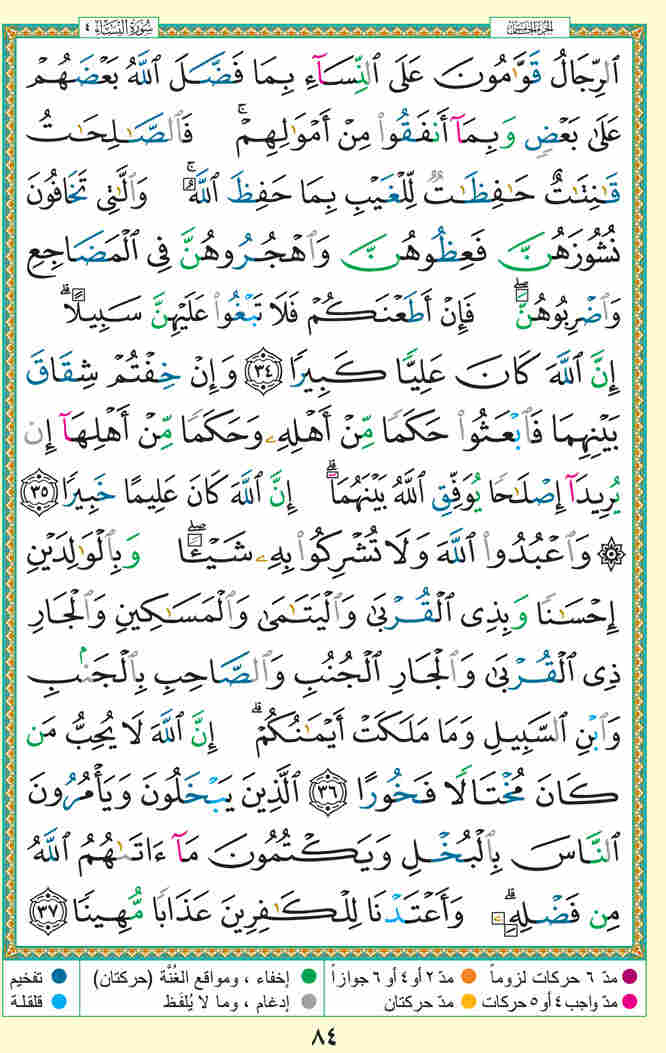 الجزء الخامس
سُورَةُ النِّسَاءِ ٤
ٱلرِّجَالُ قَوَّٰمُونَ عَلَى ٱلنِّسَآءِ بِمَا فَضَّلَ ٱللَّهُ بَعۡضَهُمۡ
عَلَىٰ بَعۡضٖ وَبِمَآ أَنفَقُواْ مِنۡ أَمۡوَٰلِهِمۡۚ فَٱلصَّٰلِحَٰتُ
قَٰنِتَٰتٌ حَٰفِظَٰتٞ لِّلۡغَيۡبِ بِمَا حَفِظَ ٱللَّهُۚ وَٱلَّٰتِي تَخَافُونَ
نُشُوزَهُنَّ فَعِظُوهُنَّ وَٱهۡجُرُوهُنَّ فِي ٱلۡمَضَاجِعِ
وَٱضۡرِبُوهُنَّۖ فَإِنۡ أَطَعۡنَكُمۡ فَلَا تَبۡغُواْ عَلَيۡهِنَّ سَبِيلًاۗ
إِنَّ ٱللَّهَ كَانَ عَلِيّٗا كَبِيرٗا ٣٤ وَإِنۡ خِفۡتُمۡ شِقَاقَ
بَيۡنِهِمَا فَٱبۡعَثُواْ حَكَمٗا مِّنۡ أَهۡلِهِۦ وَحَكَمٗا مِّنۡ أَهۡلِهَآ إِن
يُرِيدَآ إِصۡلَٰحٗا يُوَفِّقِ ٱللَّهُ بَيۡنَهُمَآۗ إِنَّ ٱللَّهَ كَانَ عَلِيمًا خَبِيرٗا ٣٥
۞ وَٱعۡبُدُواْ ٱللَّهَ وَلَا تُشۡرِكُواْ بِهِۦ شَيۡـٔٗاۖ وَبِٱلۡوَٰلِدَيۡنِ
إِحۡسَٰنٗا وَبِذِي ٱلۡقُرۡبَىٰ وَٱلۡيَتَٰمَىٰ وَٱلۡمَسَٰكِينِ وَٱلۡجَارِ
ذِي ٱلۡقُرۡبَىٰ وَٱلۡجَارِ ٱلۡجُنُبِ وَٱلصَّاحِبِ بِٱلۡجَنۢبِ
وَٱبۡنِ ٱلسَّبِيلِ وَمَا مَلَكَتۡ أَيۡمَٰنُكُمۡۗ إِنَّ ٱللَّهَ لَا يُحِبُّ مَن
كَانَ مُخۡتَالٗا فَخُورًا ٣٦ ٱلَّذِينَ يَبۡخَلُونَ وَيَأۡمُرُونَ
ٱلنَّاسَ بِٱلۡبُخۡلِ وَيَكۡتُمُونَ مَآ ءَاتَىٰهُمُ ٱللَّهُ
مِن فَضۡلِهِۦۗ وَأَعۡتَدۡنَا لِلۡكَٰفِرِينَ عَذَابٗا مُّهِينٗا ٣٧
مدّ ٦ حركات لزوماً مدّ ٢ أو ٤ أو ٦ جوازاً إخفاء ، ومواقع الغُنَّة (حركتان) تفخيم
مدّ واجب ٤ أو ٥ حركات مدّ حركتان إدغام ، وما لا يُلفَظ قلقلة
٨٤